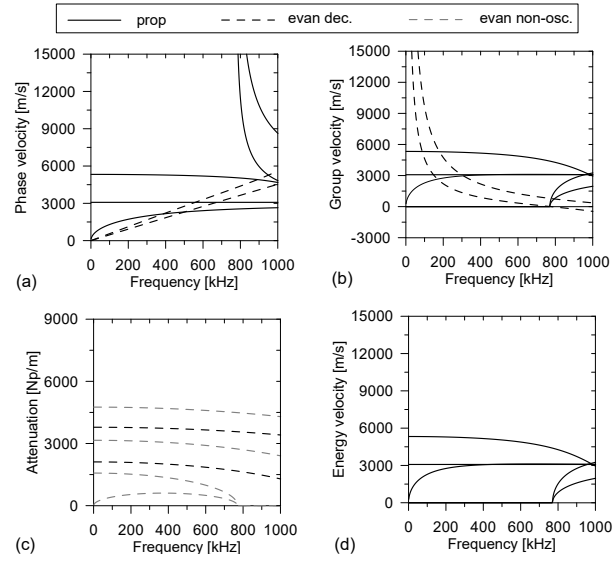 prop evan dec. evan non-osc.
15000
12000
9000
6000
3000
0
Phase velocity [m/s]
0 200 400 600 800 1000
Frequency [kHz]
(a)
15000
12000
9000
6000
3000
0
-3000
Group velocity [m/s]
0 200 400 600 800 1000
Frequency [kHz]
(b)
9000
6000
3000
0
Attenuation [Np/m]
0 200 400 600 800 1000
Frequency [kHz]
(c)
15000
12000
9000
6000
3000
0
Energy velocity [m/s]
0 200 400 600 800 1000
Frequency [kHz]
(d)